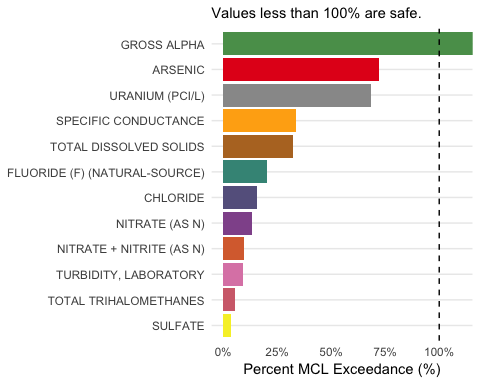 Values less than 100% are safe.
GROSS ALPHA
ARSENIC
URANIUM (PCI/L)
SPECIFIC CONDUCTANCE
TOTAL DISSOLVED SOLIDS
FLUORIDE (F) (NATURAL-SOURCE)
CHLORIDE
NITRATE (AS N)
NITRATE + NITRITE (AS N)
TURBIDITY, LABORATORY
TOTAL TRIHALOMETHANES
SULFATE
0% 25% 50% 75% 100%
Percent MCL Exceedance (%)